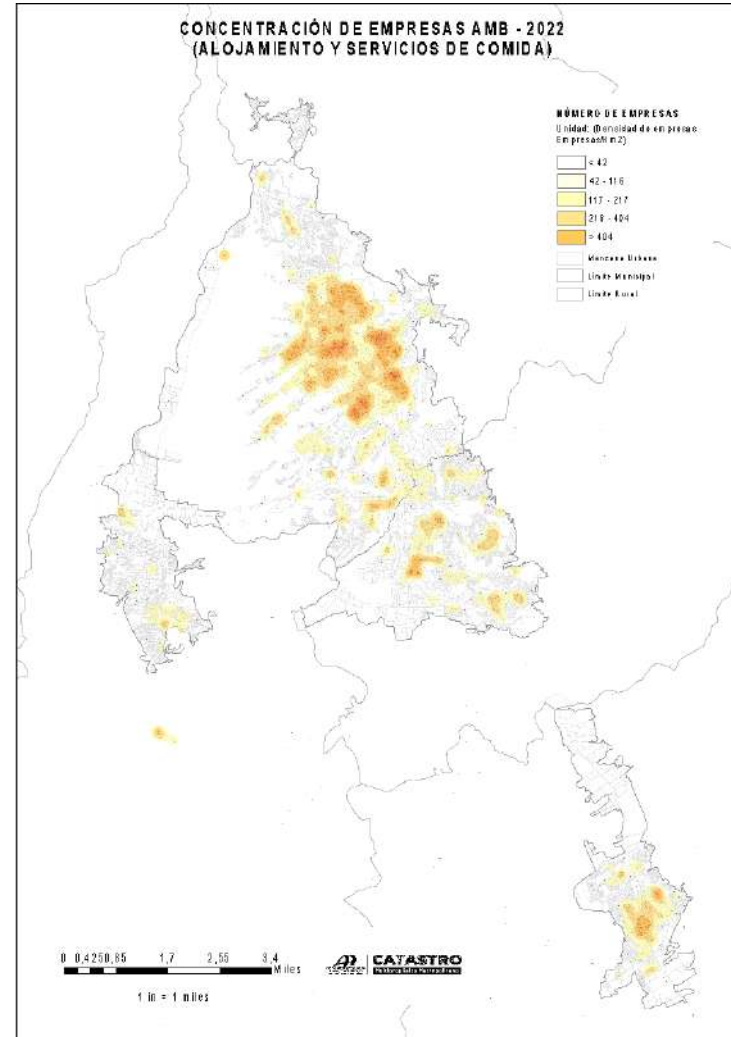 CONCENTRACIÓN DE EMPRESAS AMB - 2022
(ALOJAMIENTO Y SERVICIOS DE COMIDA)
NÚMERO DE EMPRESAS
Unidad: (Densidad de empresas
Empresas/Km2)
< 42
42 - 116
117 - 217
218 - 404
> 404
Manzana Urbana
Límite Municipal
Límite Rural
0 0,4250,85 1,7 2,55 3,4
Miles
CATASTRO
1 in = 1 miles